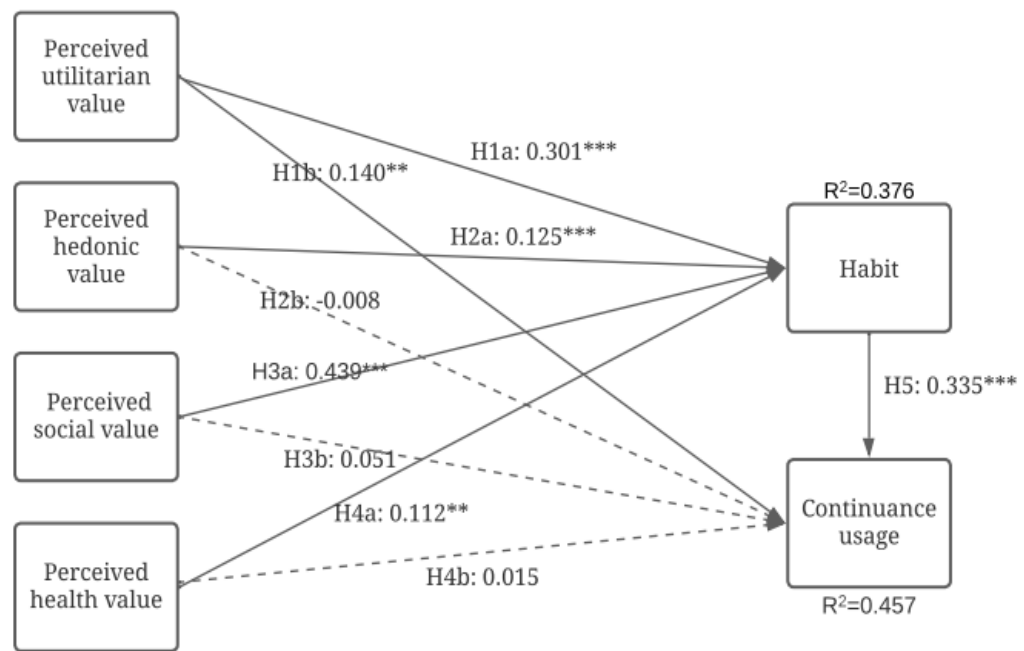 Perceived
utilitarian
value
H1a: 0.301***
H1b: 0.140**
R²=0.376
Perceived
hedonic
value
H2a: 0.125***
Habit
H2b: -0.008
H3a: 0.439***
H5: 0.335***
Perceived
social value
H3b: 0.051
H4a: 0.112**
Continuance
usage
Perceived
health value
H4b: 0.015
R²=0.457